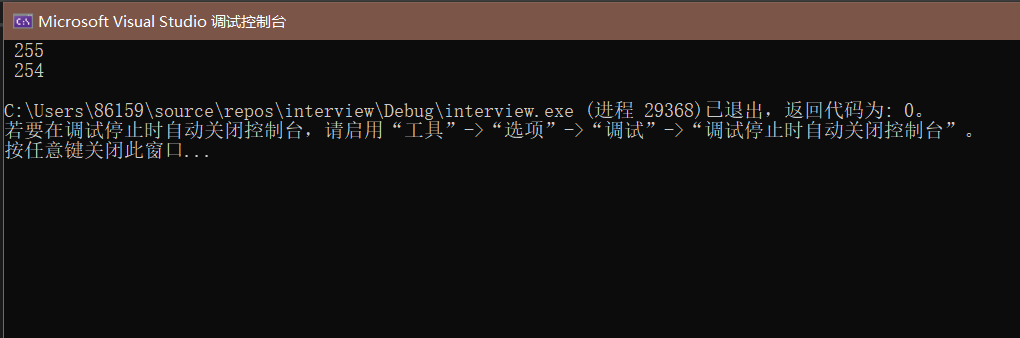 Microsoft Visual Studio 调试控制台
255
254
C:\Users\86159\source\repos\interview\Debug\interview.exe (进程 29368)已退出，返回代码为: 0。
若要在调试停止时自动关闭控制台，请启用“工具”->“选项”->“调试”->“调试停止时自动关闭控制台”。
按任意键关闭此窗口...